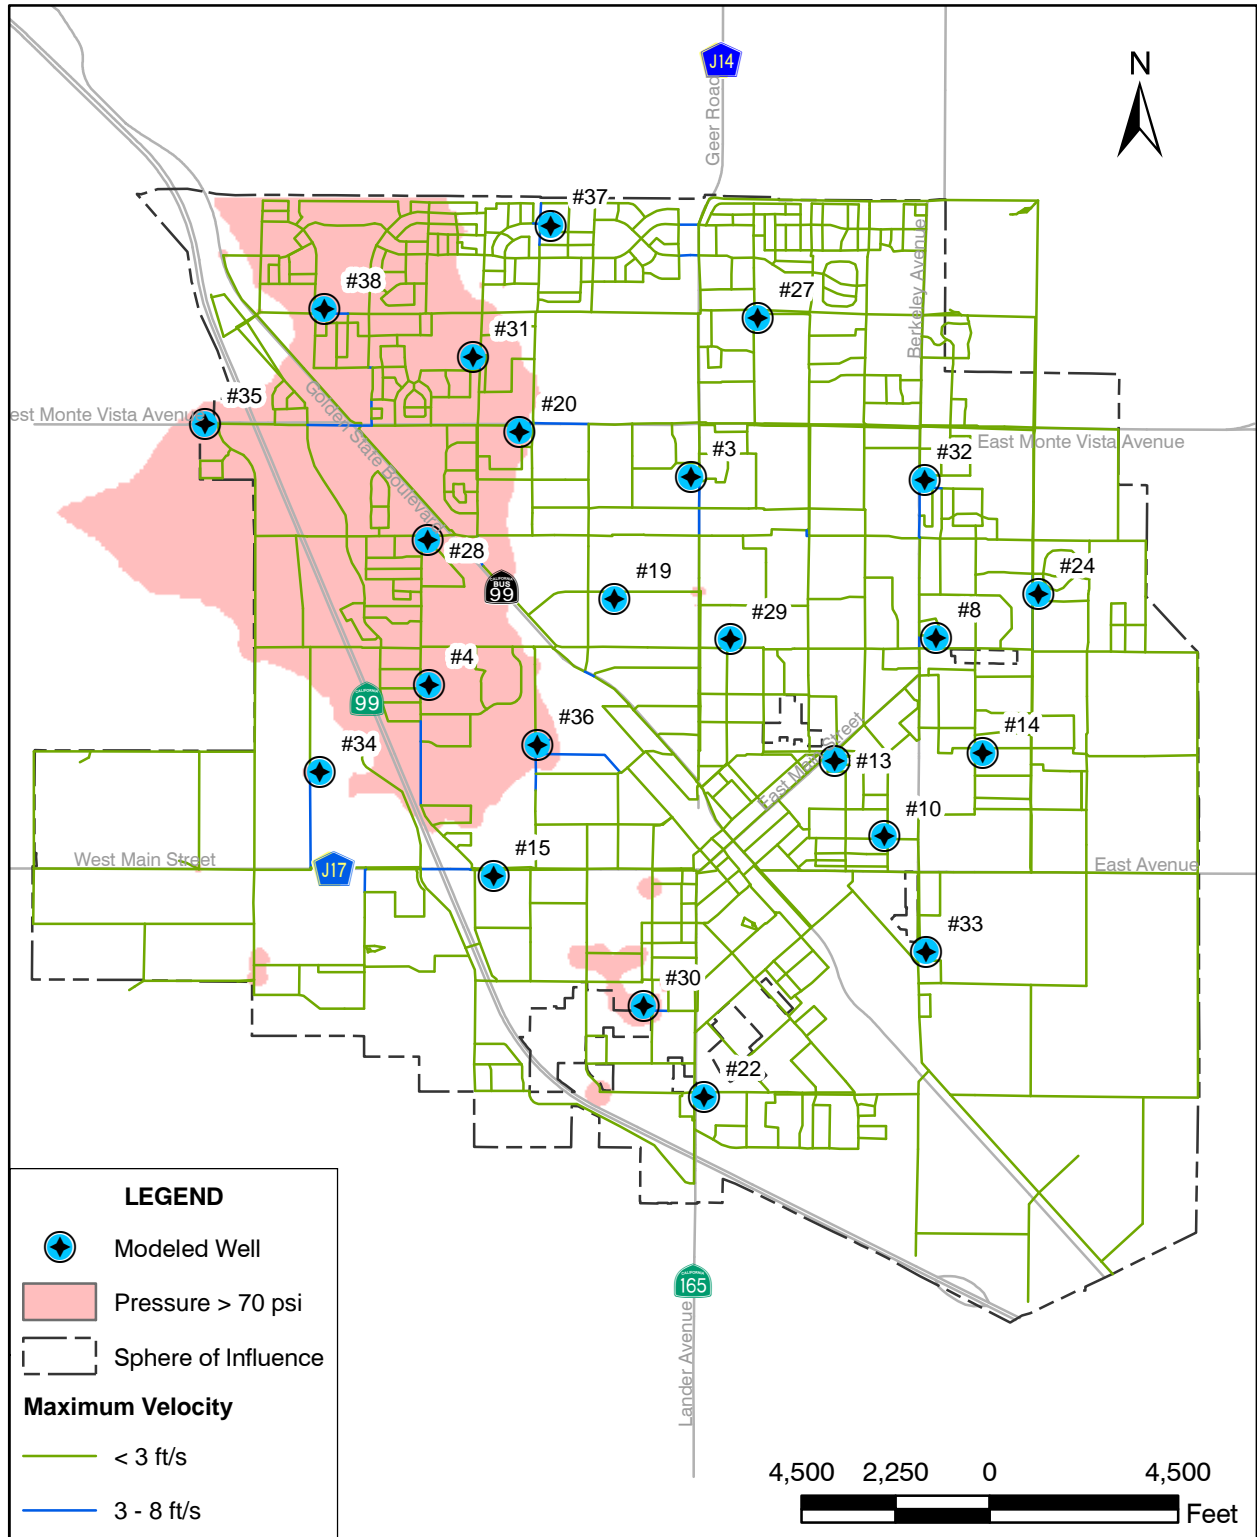 J14
N
Geer Road
#37
#38
#27
Berkeley Avenue
#31
#35
Golden State Boulevard
#20
est Monte Vista Avenue
East Monte Vista Avenue
#3
#32
#28
CALIFORNIA
BUS
99
#19
#24
#29
#8
#4
CALIFORNIA
99
#36
#34
East Main Street
#14
#13
#10
West Main Street
J17
#15
East Avenue
#33
#30
#22
CALIFORNIA
165
Lander Avenue
LEGEND
Modeled Well
Pressure > 70 psi
Sphere of Influence
Maximum Velocity
< 3 ft/s
3 - 8 ft/s
4,500 2,250 0 4,500
Feet